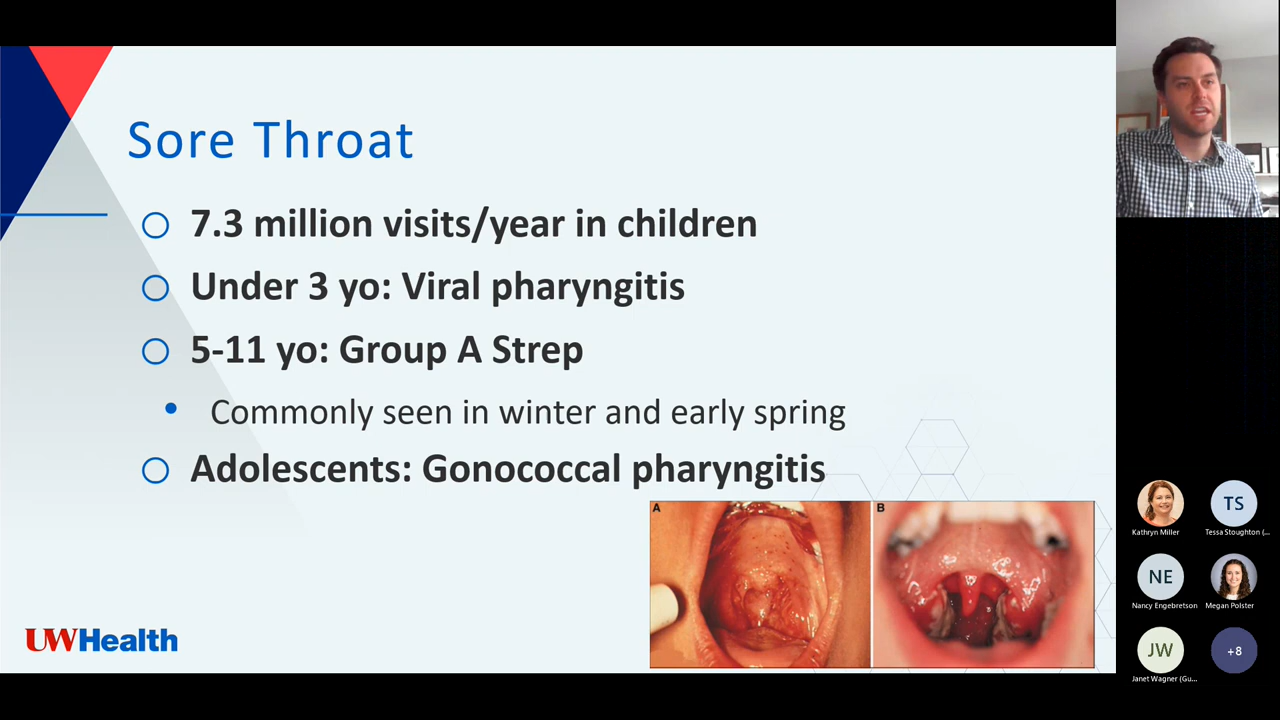 Sore Throat
7.3 million visits/year in children
Under 3 yo: Viral pharyngitis
5-11 yo: Group A Strep
Commonly seen in winter and early spring
Adolescents: Gonococcal pharyngitis
A
B
UWHealth
Kathryn Miller
TS
Tessa Stoughton (...
NE
Nancy Engebretson
Megan Polster
JW
Janet Wagner (Gu...
+8